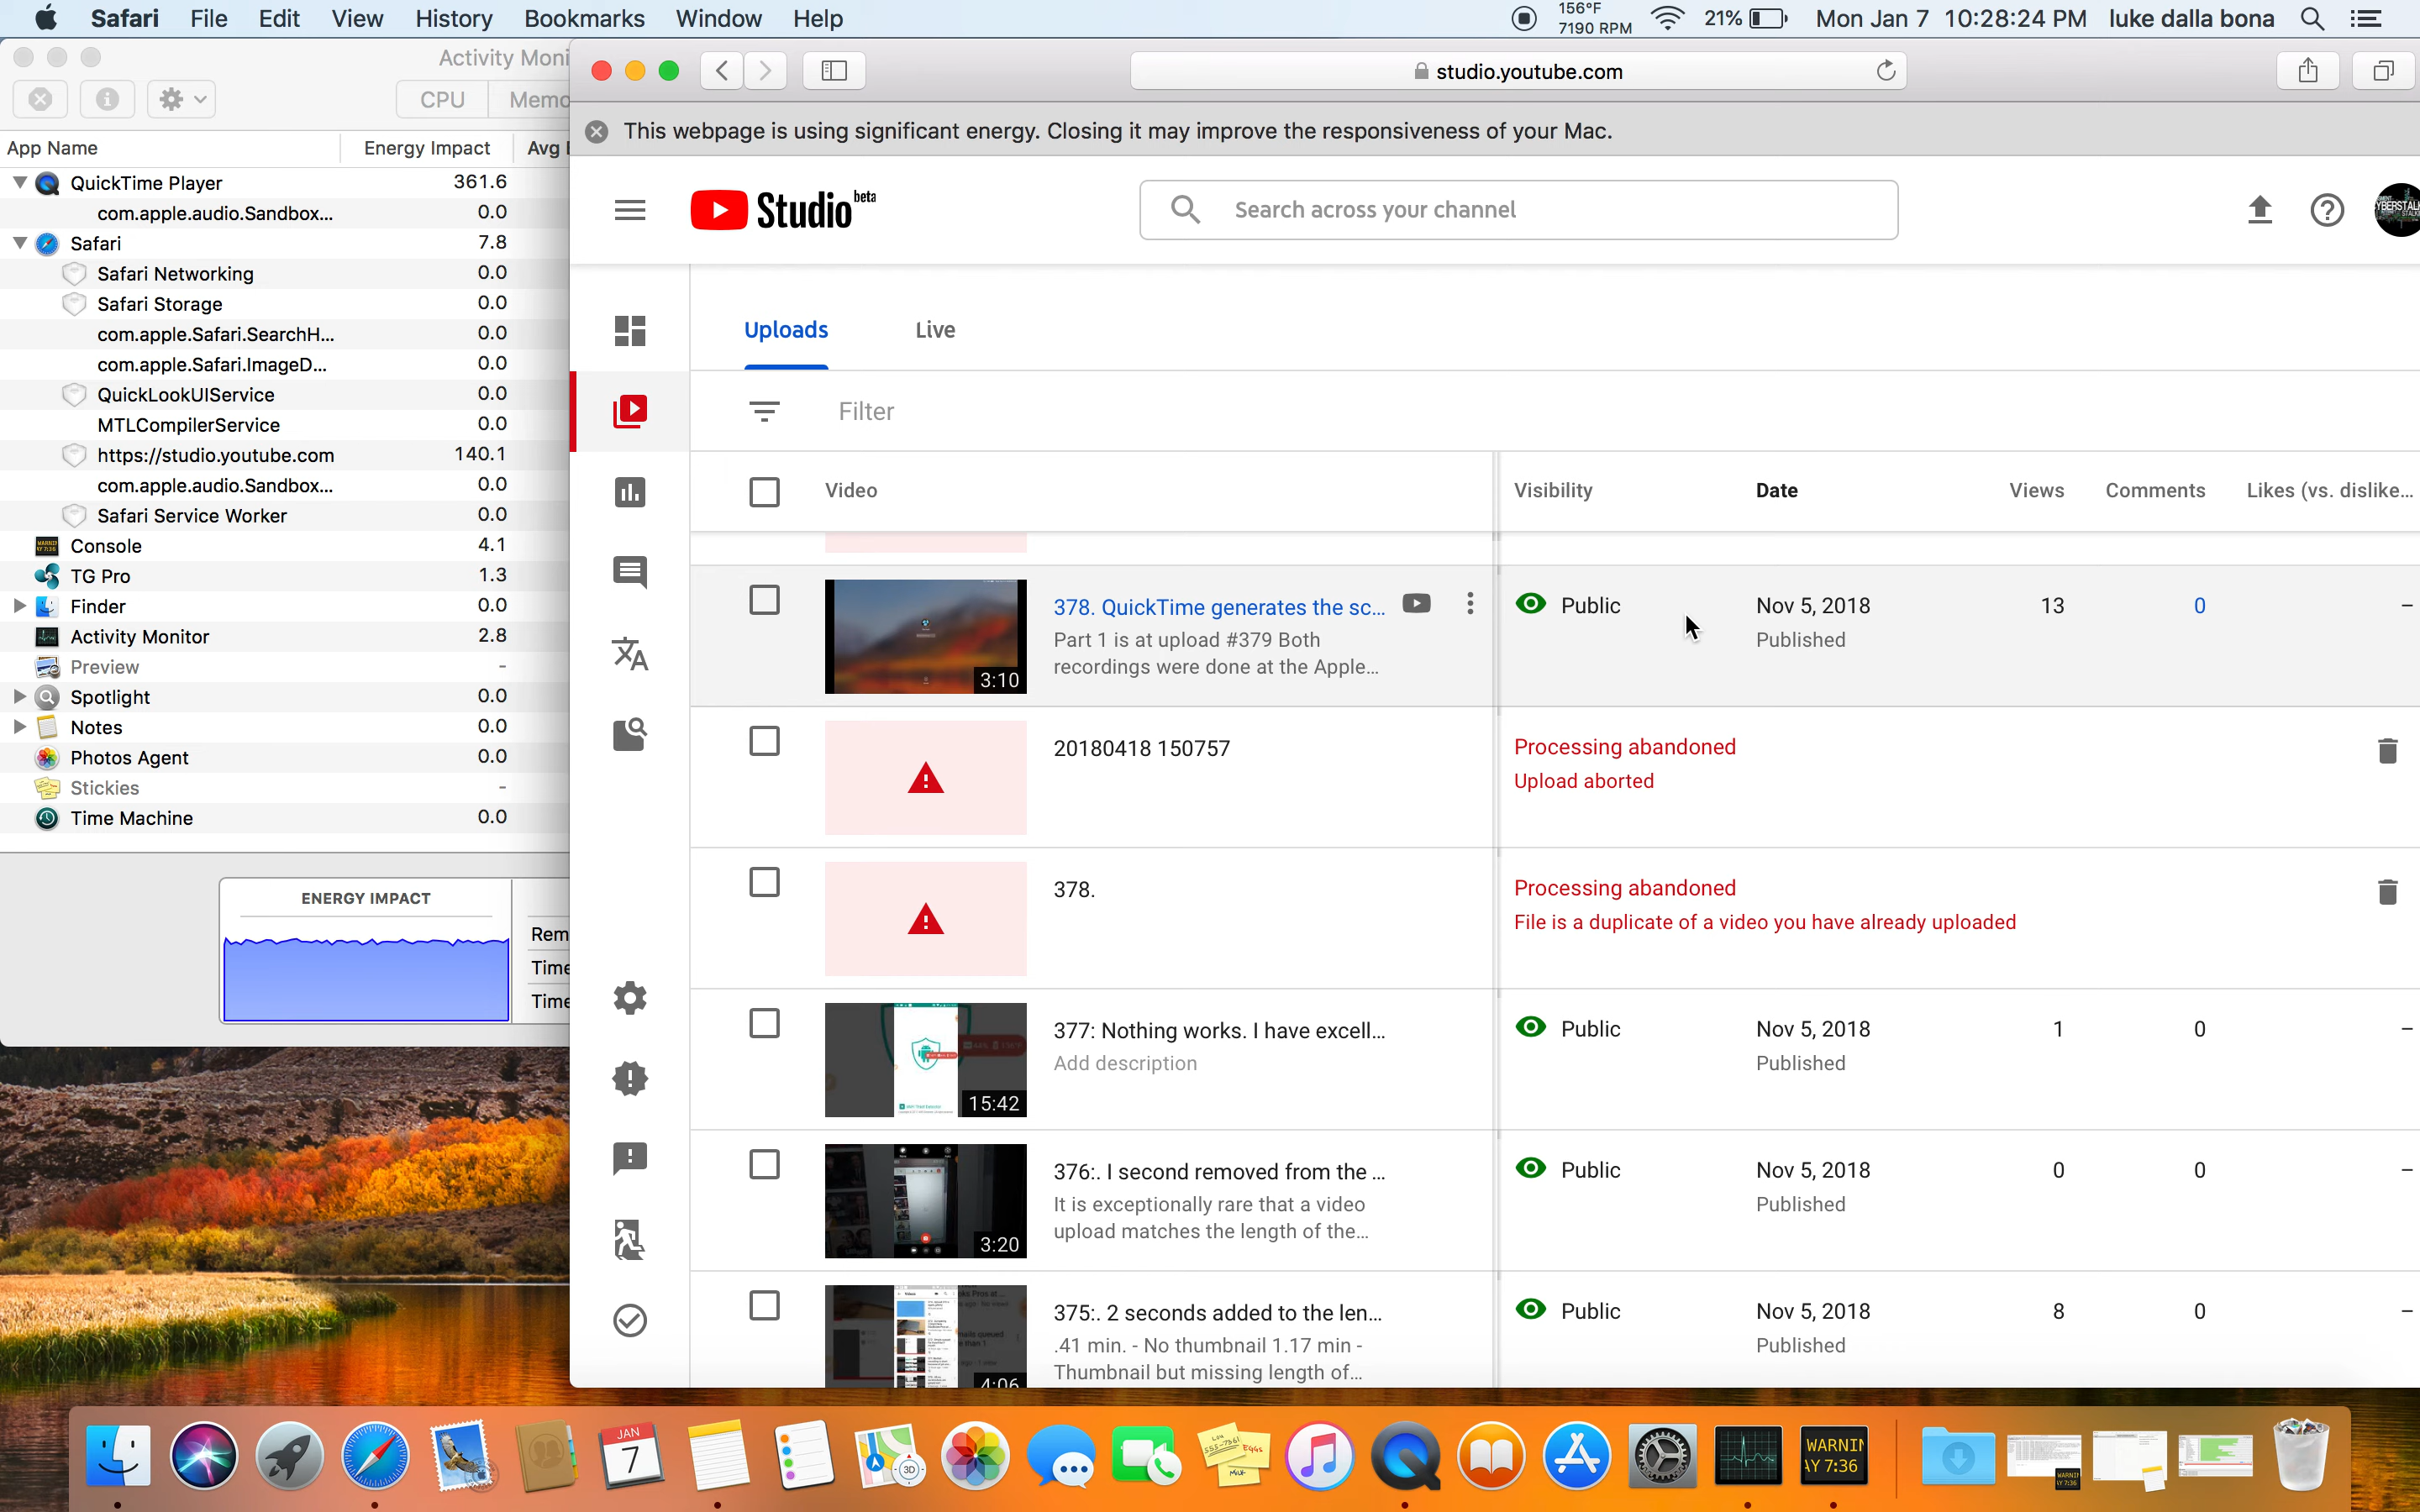 Safari File Edit View History Bookmarks Window Help 156°F 7190 RPM 21% Mon Jan 7 10:28:24 PM luke dalla bona
Activity Moni
CPU Memo
App Name Energy Impact Avg
QuickTime Player 361.6
com.apple.audio.Sandbox... 0.0
Safari 7.8
Safari Networking 0.0
Safari Storage 0.0
com.apple.Safari.SearchH... 0.0
com.apple.Safari.ImageD... 0.0
QuickLookUIService 0.0
MTLCompilerService 0.0
https://studio.youtube.com 140.1
com.apple.audio.Sandbox... 0.0
Safari Service Worker 0.0
Console 4.1
TG Pro 1.3
Finder 0.0
Activity Monitor 2.8
Preview -
Spotlight 0.0
Notes 0.0
Photos Agent 0.0
Stickies -
Time Machine 0.0
ENERGY IMPACT
Rem
Time
Time
studio.youtube.com
This webpage is using significant energy. Closing it may improve the responsiveness of your Mac.
Studio beta
Search across your channel
Uploads Live
Filter
Video Visibility Date Views Comments Likes (vs. dislike...
378. QuickTime generates the sc... Public Nov 5, 2018 13 0 –
Part 1 is at upload #379 Both Published
recordings were done at the Apple...
3:10
20180418 150757 Processing abandoned
Upload aborted
378. Processing abandoned
File is a duplicate of a video you have already uploaded
377: Nothing works. I have excell... Public Nov 5, 2018 1 0 –
Add description Published
15:42
376:. I second removed from the ... Public Nov 5, 2018 0 0 –
It is exceptionally rare that a video Published
upload matches the length of the...
3:20
375:. 2 seconds added to the len... Public Nov 5, 2018 8 0 –
.41 min. - No thumbnail 1.17 min - Published
Thumbnail but missing length of...
4:06
JAN
7
3D
WARNIN
AY 7:36